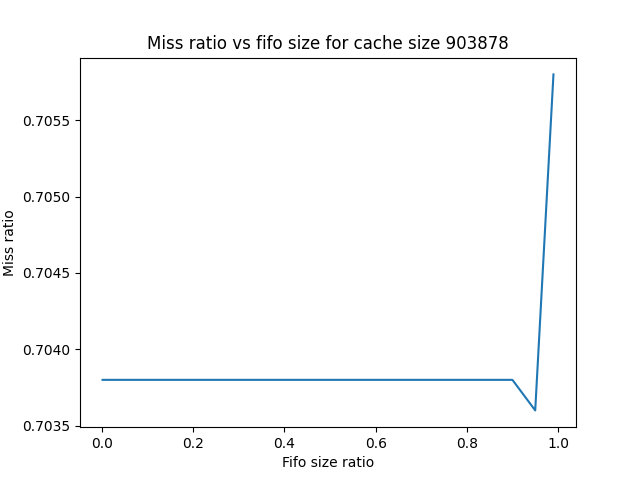 Miss ratio vs fifo size for cache size 903878
Miss ratio
0.7055
0.7050
0.7045
0.7040
0.7035
0.0 0.2 0.4 0.6 0.8 1.0
Fifo size ratio